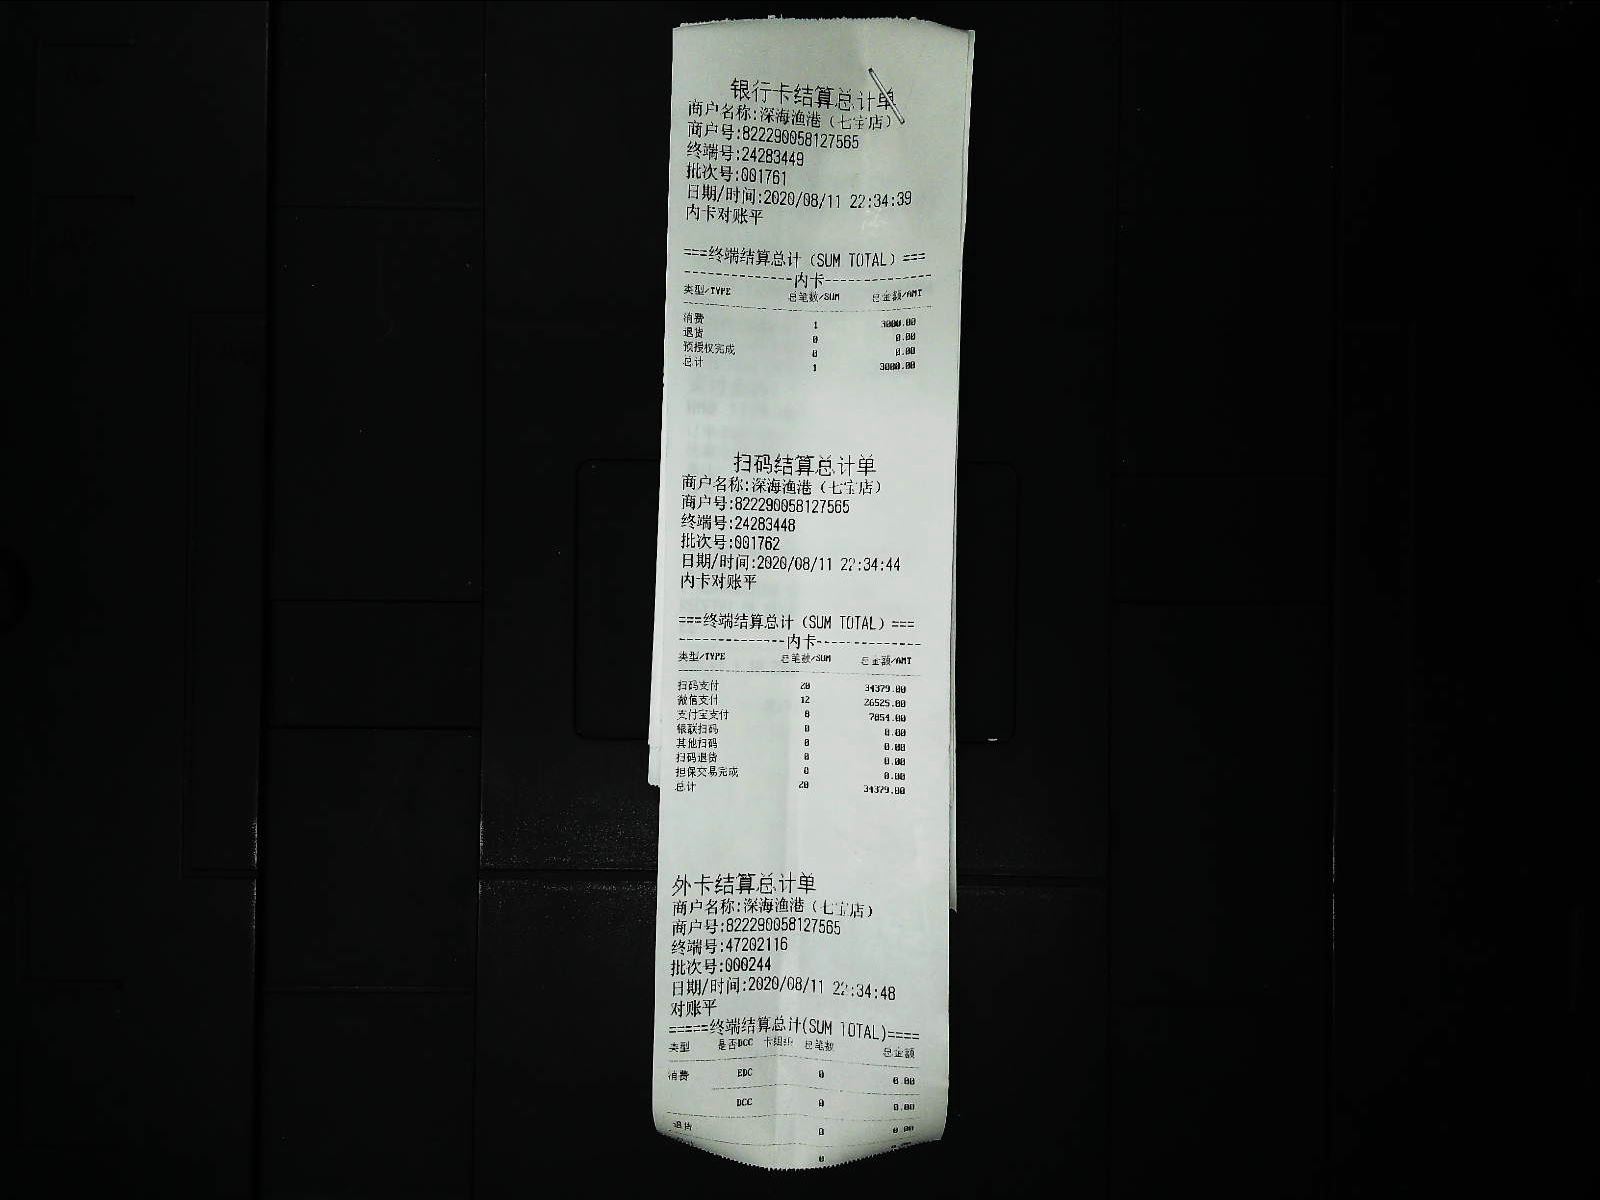 银行卡结算总计单
商户名称:深海渔港（七宝店）
商户号:822290058127565
终端号:24283449
批次号:001761
日期/时间:2020/08/11 22:34:39
内卡对账平
===终端结算总计（SUM TOTAL）===
--------------内卡--------------
类型/TYPE 总笔数/SUM 总金额/AMT
消费 1 3000.00
退货 0 0.00
预授权完成 0 0.00
总计 1 3000.00
扫码结算总计单
商户名称:深海渔港（七宝店）
商户号:822290058127565
终端号:24283448
批次号:001762
日期/时间:2020/08/11 22:34:44
内卡对账平
===终端结算总计（SUM TOTAL）===
--------------内卡--------------
类型/TYPE 总笔数/SUM 总金额/AMT
扫码支付 20 34379.00
微信支付 12 26525.00
支付宝支付 8 7854.00
银联扫码 0 0.00
其他扫码 0 0.00
扫码退货 0 0.00
担保交易完成 0 0.00
总计 20 34379.00
外卡结算总计单
商户名称:深海渔港（七宝店）
商户号:822290058127565
终端号:47202116
批次号:000244
日期/时间:2020/08/11 22:34:48
对账平
=====终端结算总计(SUM TOTAL)====
类型 是否DCC 卡组织 总笔数 总金额
消费 EDC 0 0.00
DCC 0 0.00
退货 0 0.00
0